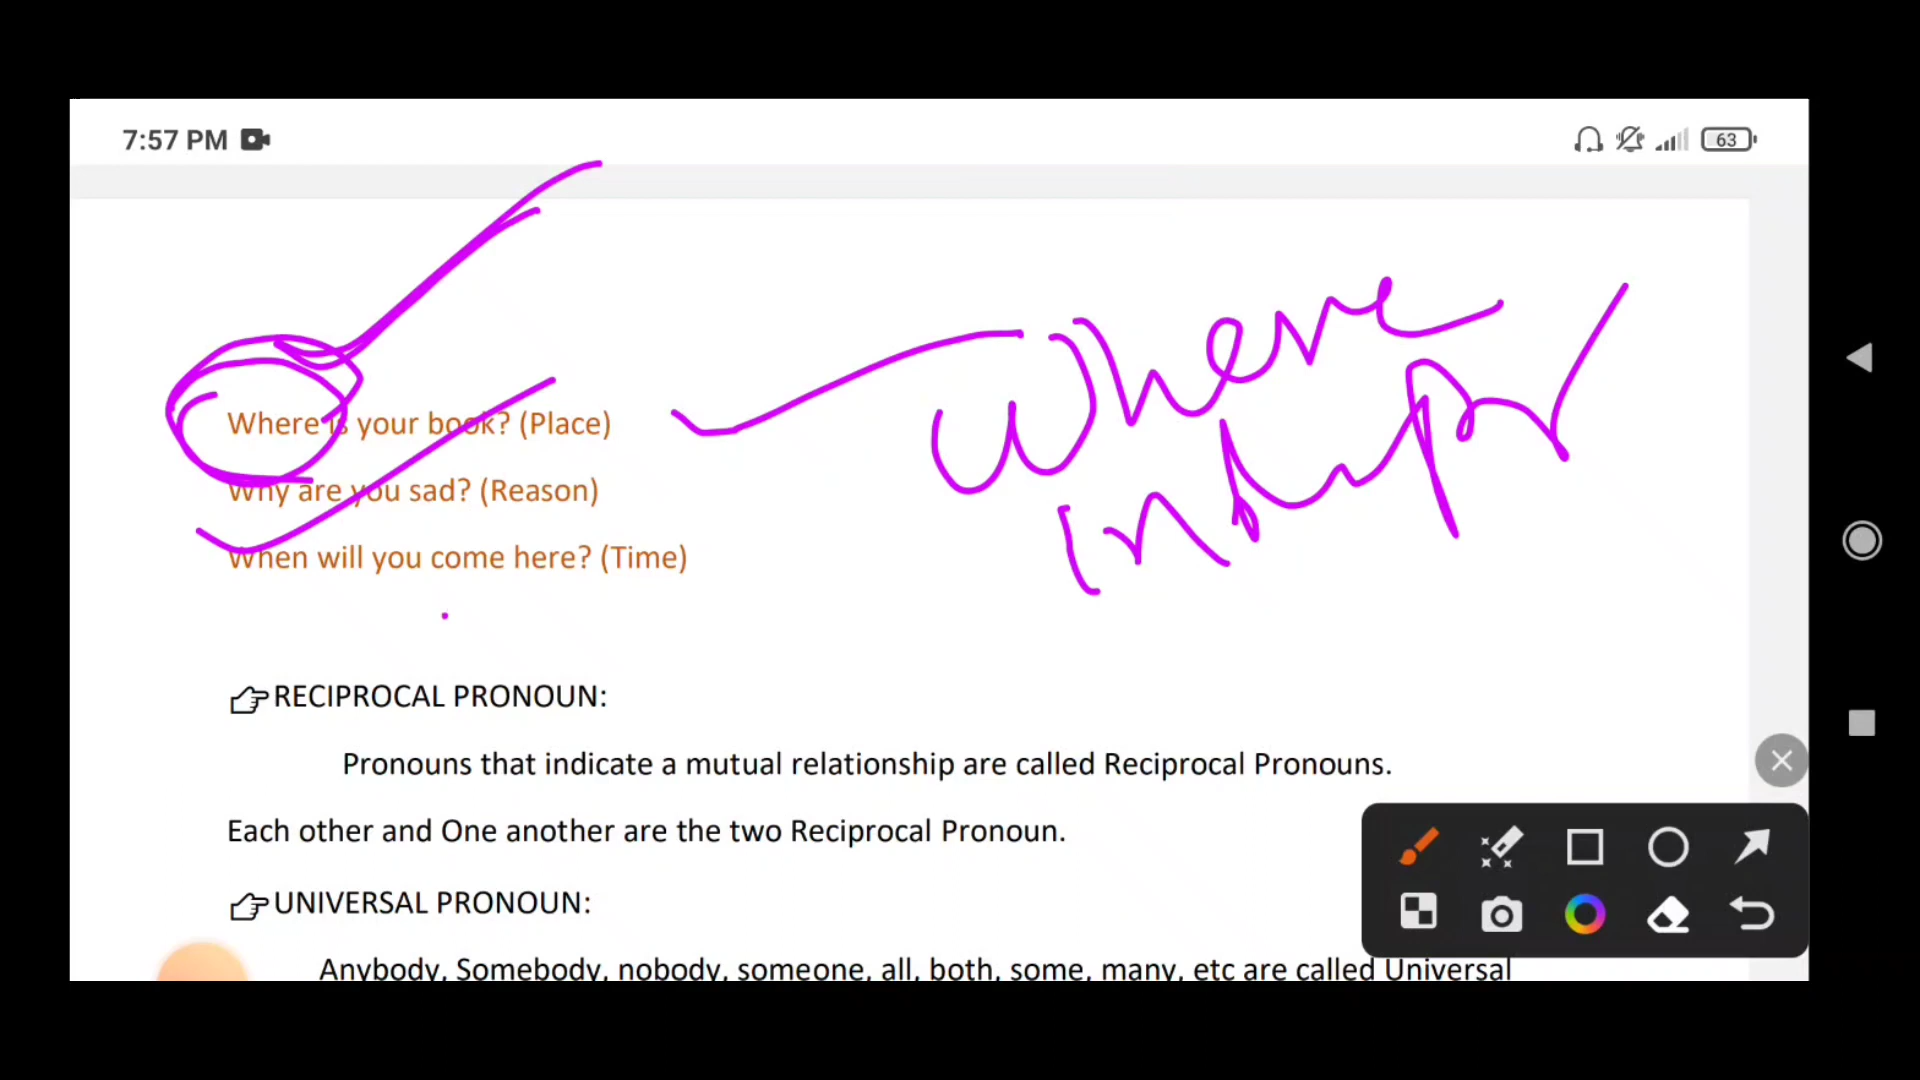 7:57 PM
63
Where
Where is your book? (Place)
Why are you sad? (Reason)
When will you come here? (Time)
RECIPROCAL PRONOUN:
Pronouns that indicate a mutual relationship are called Reciprocal Pronouns.
Each other and One another are the two Reciprocal Pronoun.
UNIVERSAL PRONOUN:
Anybody, Somebody, nobody, someone, all, both, some, many, etc are called Universal